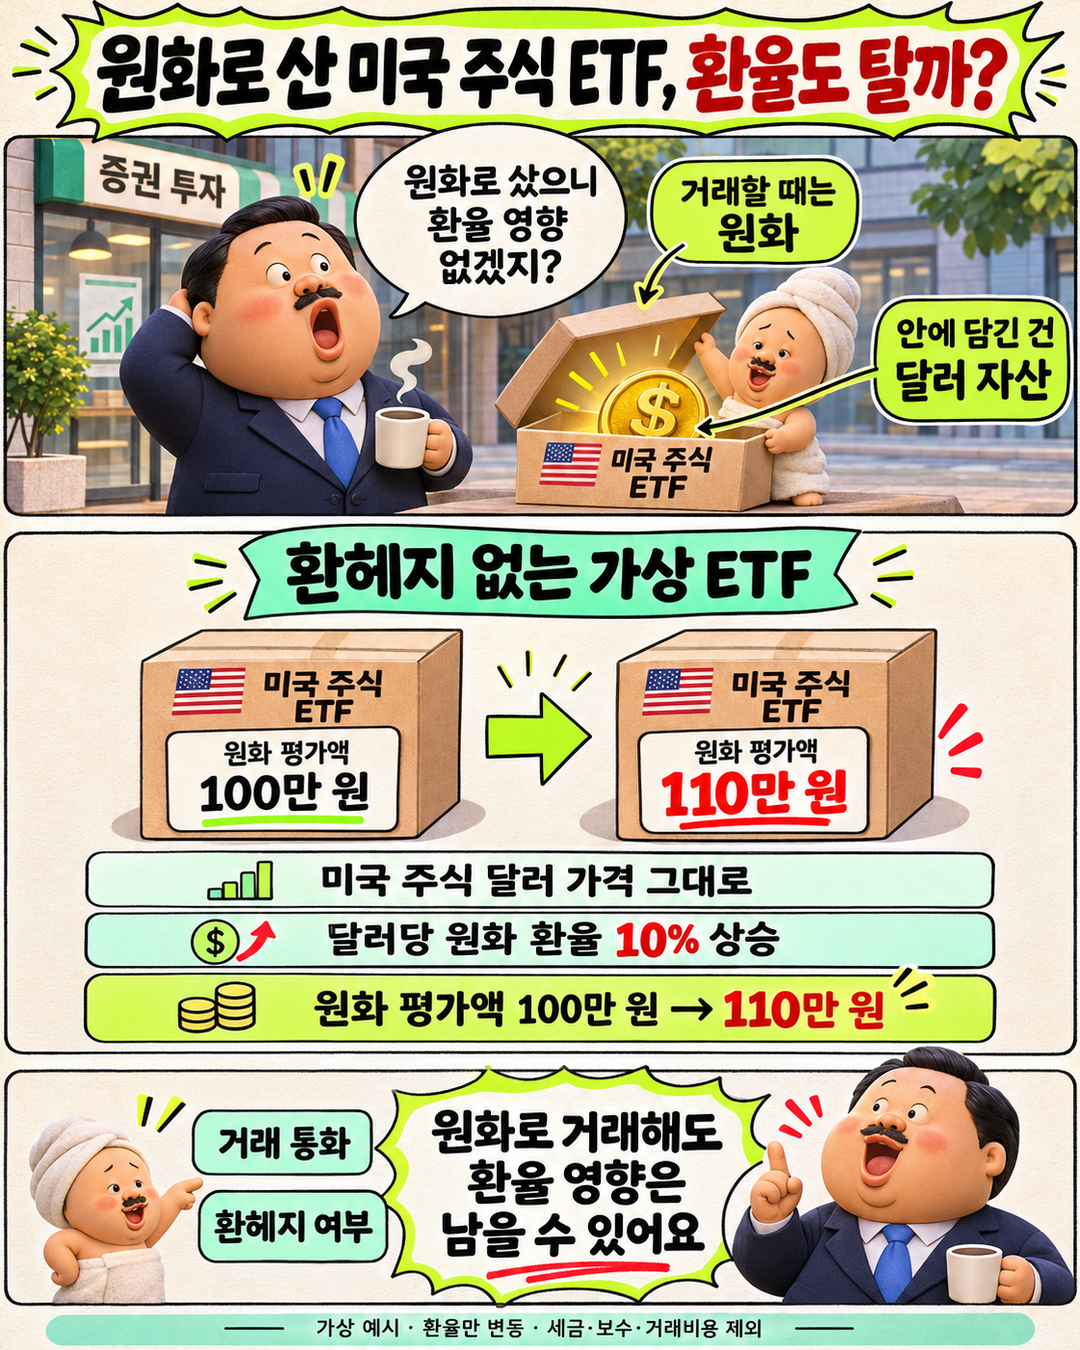 원화로 산 미국 주식 ETF, 환율도 탈까?
증권 투자
원화로 샀으니
환율 영향
없겠지?
거래할 때는
원화
안에 담긴 건
달러 자산
$
미국 주식
ETF
환헤지 없는 가상 ETF
미국 주식
ETF
원화 평가액
100만 원
미국 주식
ETF
원화 평가액
110만 원
미국 주식 달러 가격 그대로
$
달러당 원화 환율 10% 상승
원화 평가액 100만 원 → 110만 원
거래 통화
환헤지 여부
원화로 거래해도
환율 영향은
남을 수 있어요
가상 예시 · 환율만 변동 · 세금·보수·거래비용 제외